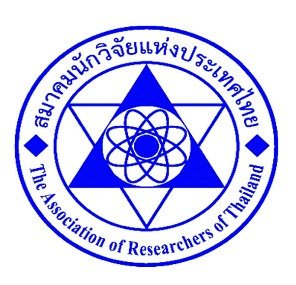 สมาคมนักวิจัยแห่งประเทศไทย
The Association of Researchers of Thailand